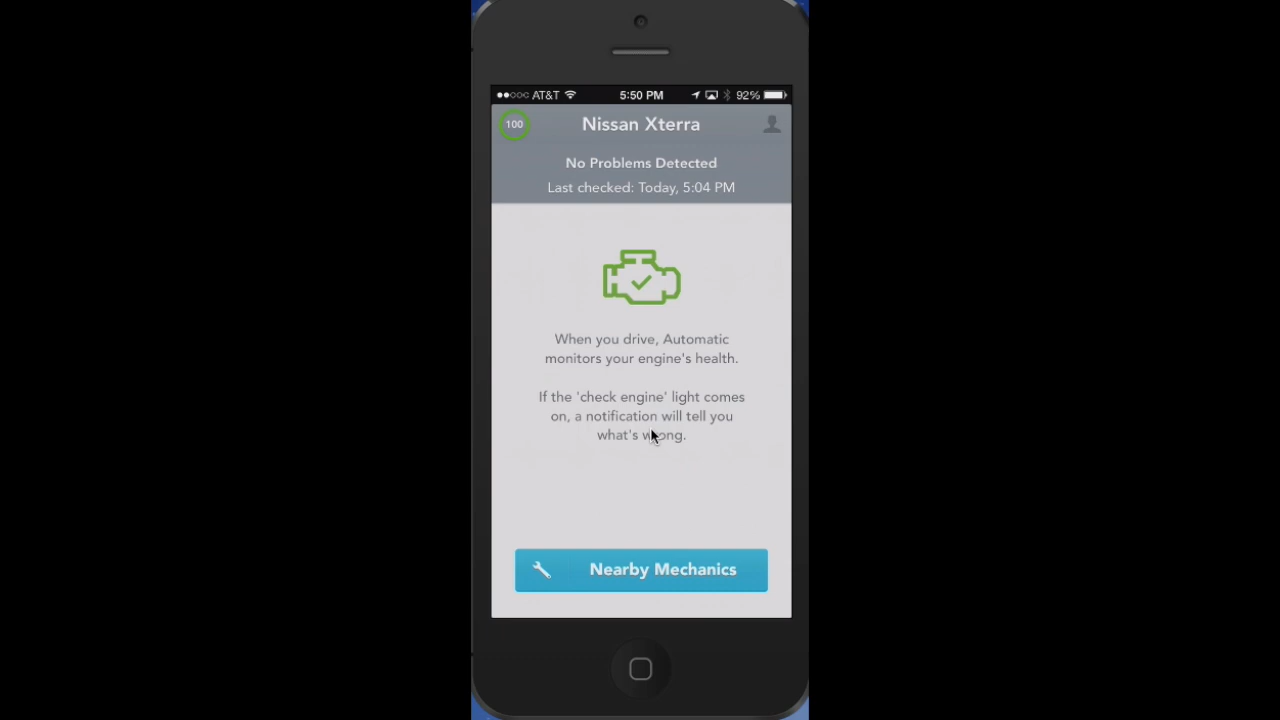 AT&T 5:50 PM 92%
100 Nissan Xterra
No Problems Detected
Last checked: Today, 5:04 PM
When you drive, Automatic
monitors your engine's health.
If the 'check engine' light comes
on, a notification will tell you
what's wrong.
Nearby Mechanics